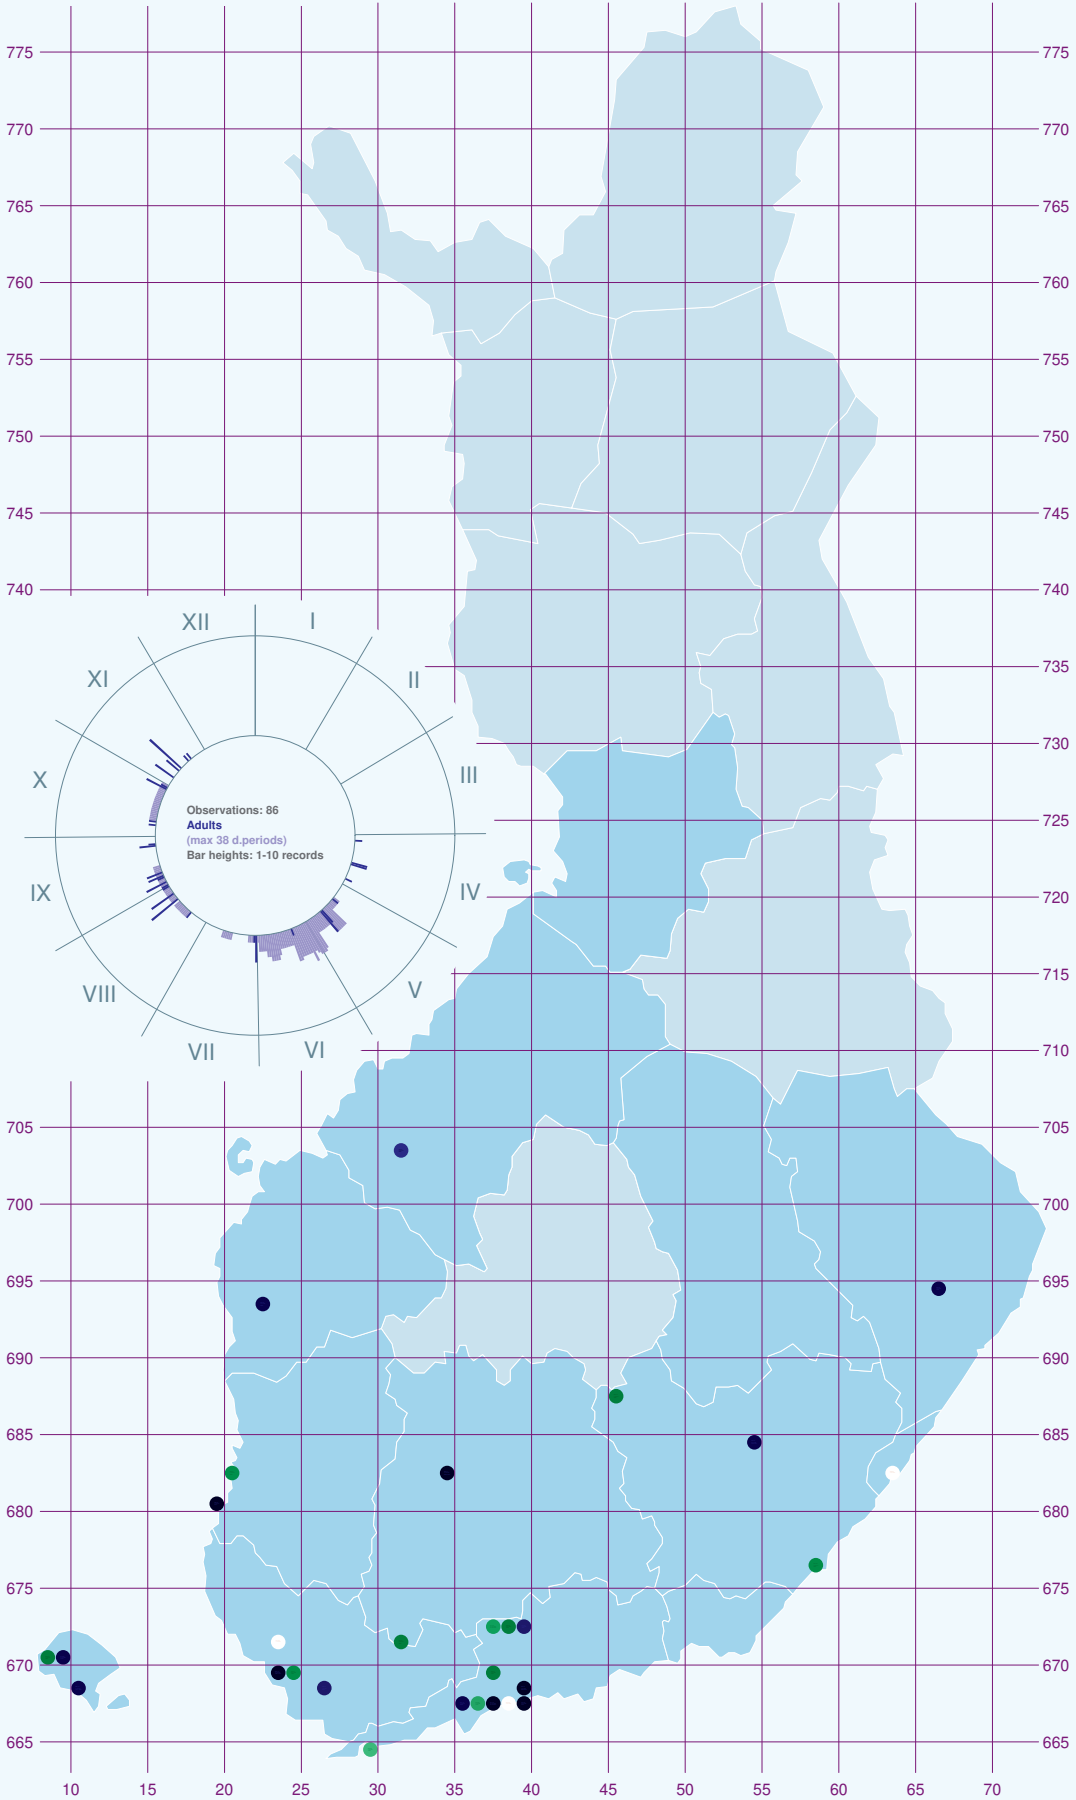 775 775
770 770
765 765
760 760
755 755
750 750
745 745
740 740
XII I
735 735
XI II
730 730
X III
Observations: 86
725 725
Adults
(max 38 d.periods)
Bar heights: 1-10 records
IX IV
720 720
715 715
VIII V
VII VI
710 710
705 705
700 700
695 695
690 690
685 685
680 680
675 675
670 670
665 665
10 15 20 25 30 35 40 45 50 55 60 65 70